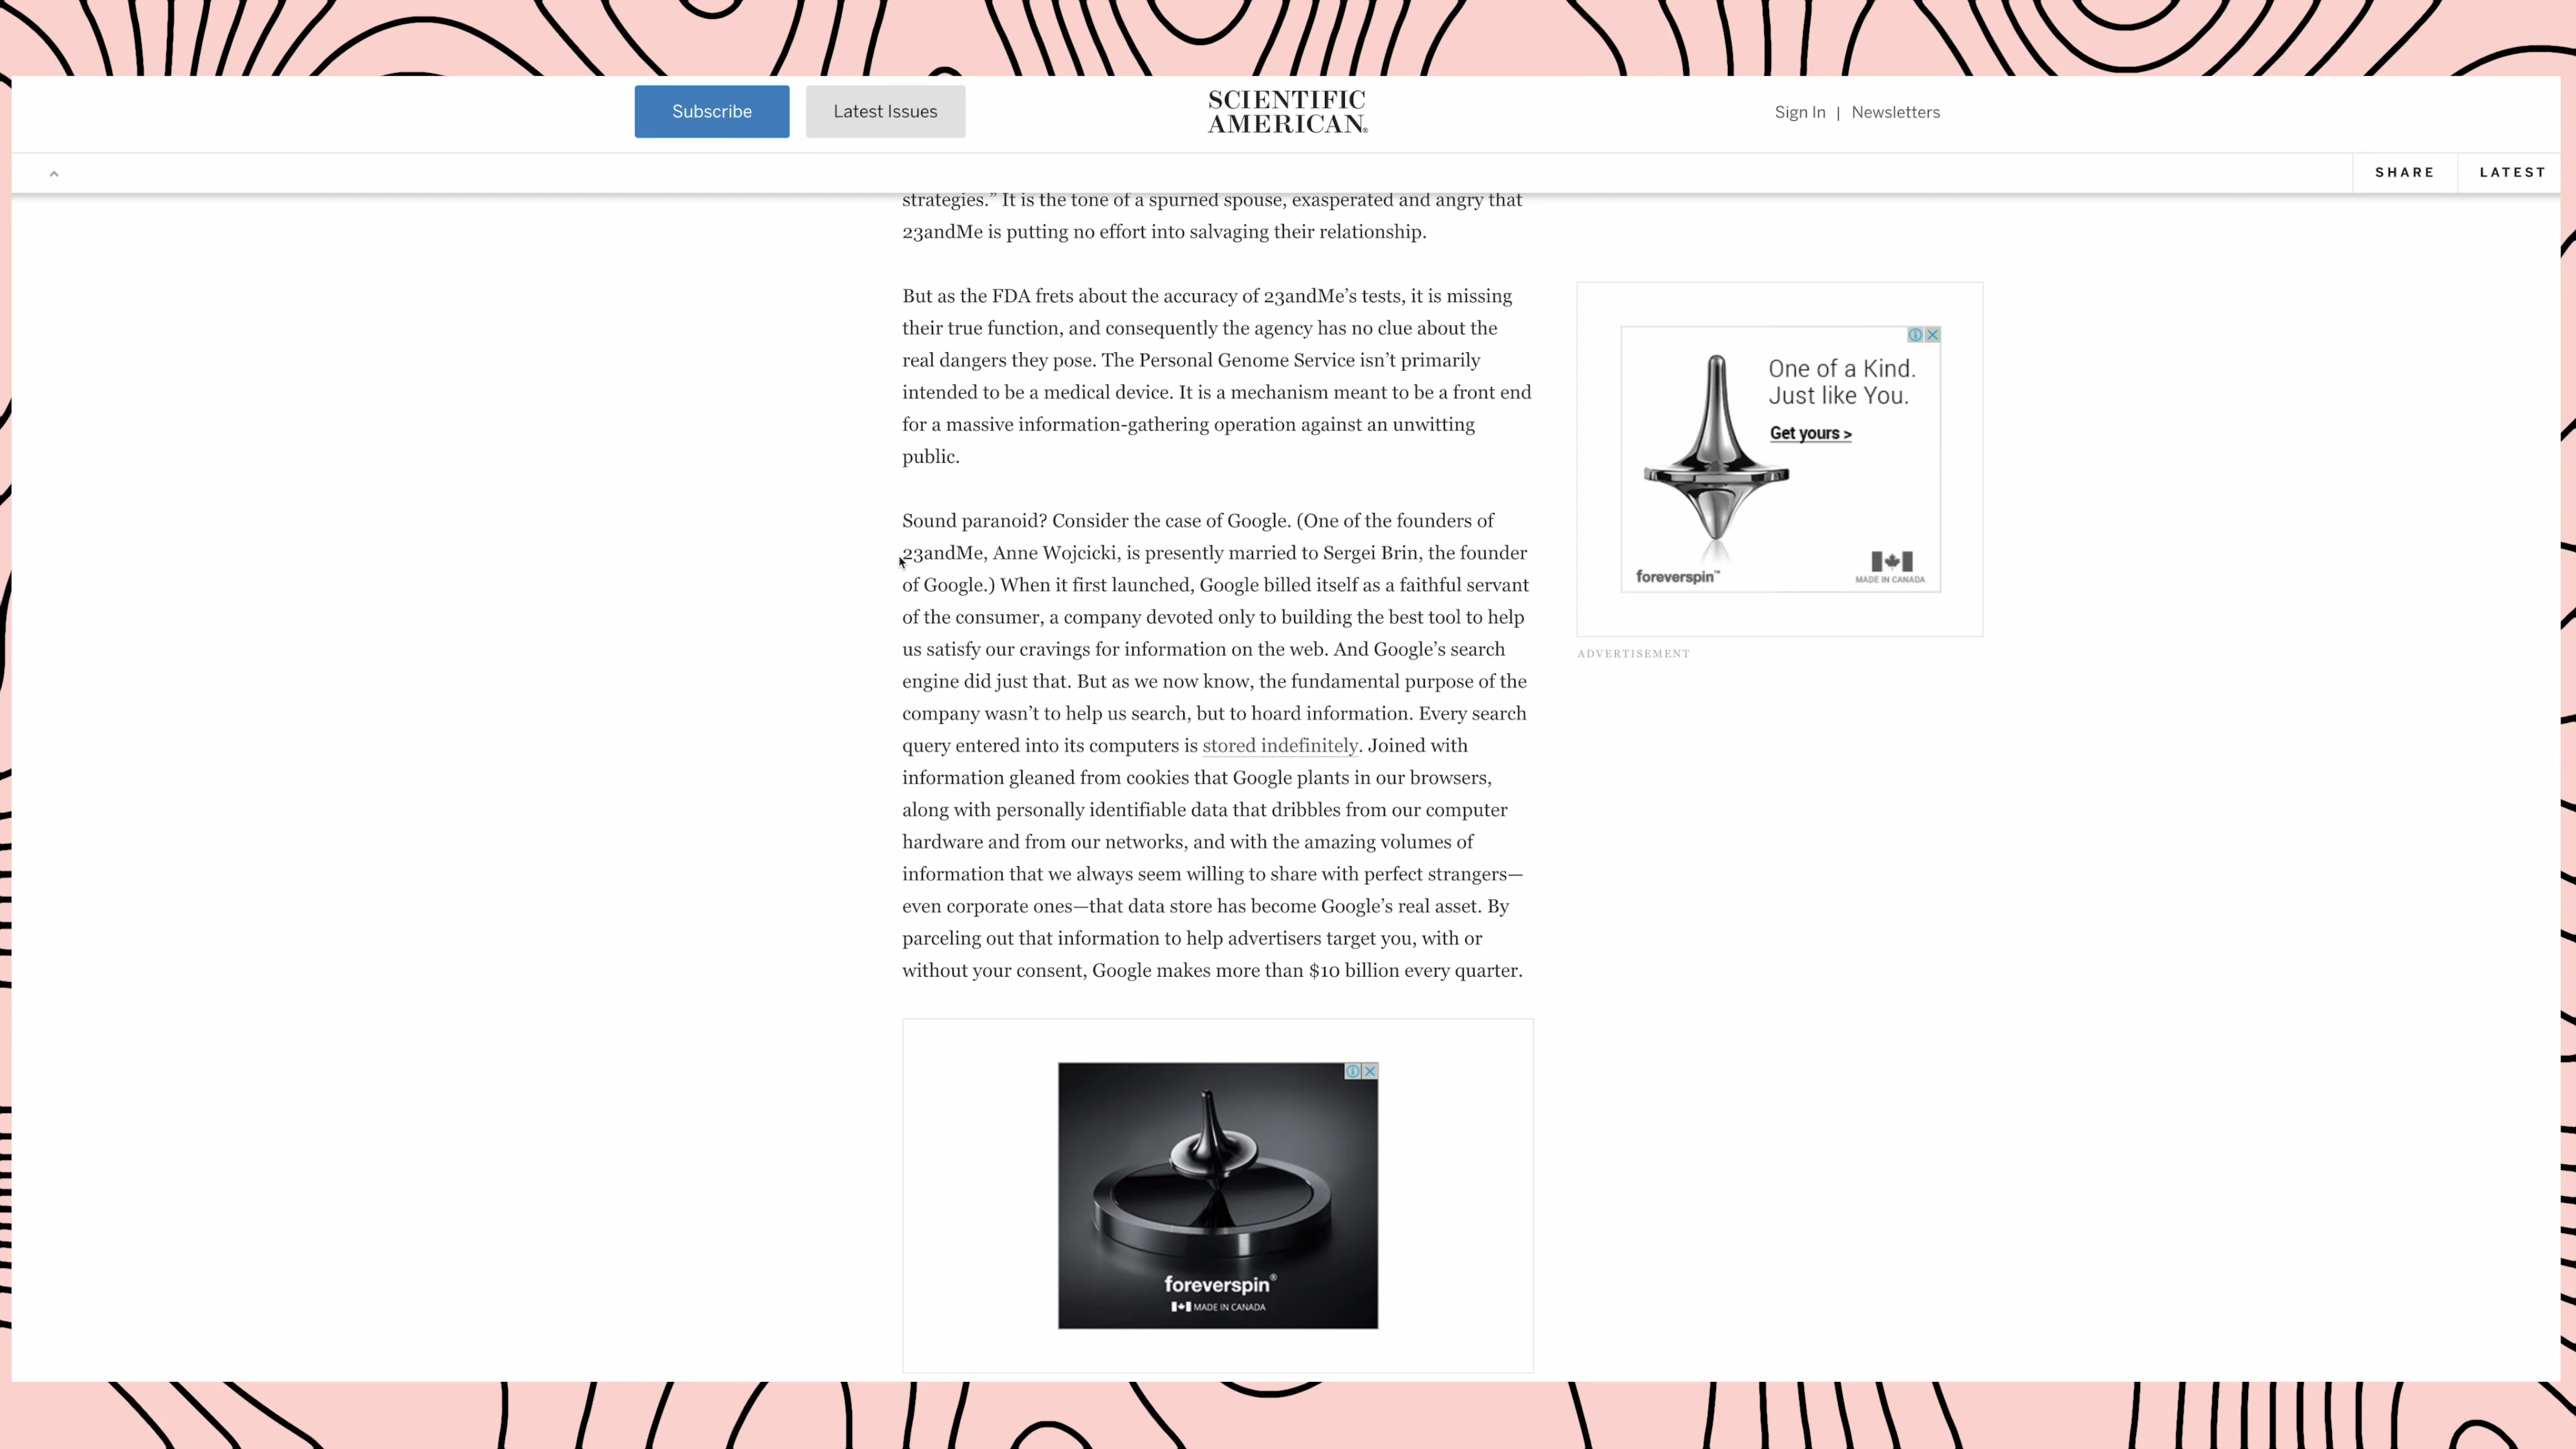 Subscribe
Latest Issues
SCIENTIFIC
AMERICAN®
Sign In | Newsletters
SHARE
LATEST
strategies.” It is the tone of a spurned spouse, exasperated and angry that
23andMe is putting no effort into salvaging their relationship.
But as the FDA frets about the accuracy of 23andMe’s tests, it is missing
their true function, and consequently the agency has no clue about the
real dangers they pose. The Personal Genome Service isn’t primarily
intended to be a medical device. It is a mechanism meant to be a front end
for a massive information-gathering operation against an unwitting
public.
Sound paranoid? Consider the case of Google. (One of the founders of
23andMe, Anne Wojcicki, is presently married to Sergei Brin, the founder
of Google.) When it first launched, Google billed itself as a faithful servant
of the consumer, a company devoted only to building the best tool to help
us satisfy our cravings for information on the web. And Google’s search
engine did just that. But as we now know, the fundamental purpose of the
company wasn’t to help us search, but to hoard information. Every search
query entered into its computers is stored indefinitely. Joined with
information gleaned from cookies that Google plants in our browsers,
along with personally identifiable data that dribbles from our computer
hardware and from our networks, and with the amazing volumes of
information that we always seem willing to share with perfect strangers—
even corporate ones—that data store has become Google’s real asset. By
parceling out that information to help advertisers target you, with or
without your consent, Google makes more than $10 billion every quarter.
One of a Kind.
Just like You.
Get yours >
foreverspin™
MADE IN CANADA
ADVERTISEMENT
foreverspin®
MADE IN CANADA